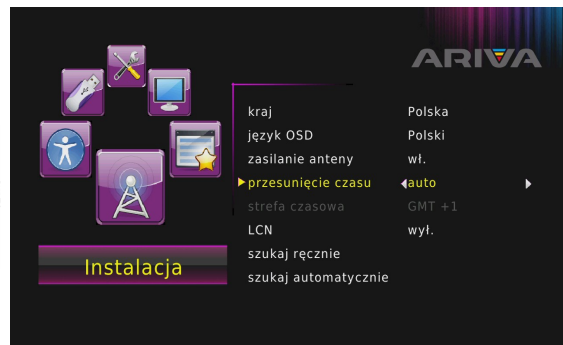 ARIVA
kraj Polska
język OSD Polski
zasilanie anteny wł.
przesunięcie czasu auto
strefa czasowa GMT +1
LCN wył.
szukaj ręcznie
szukaj automatycznie
Instalacja